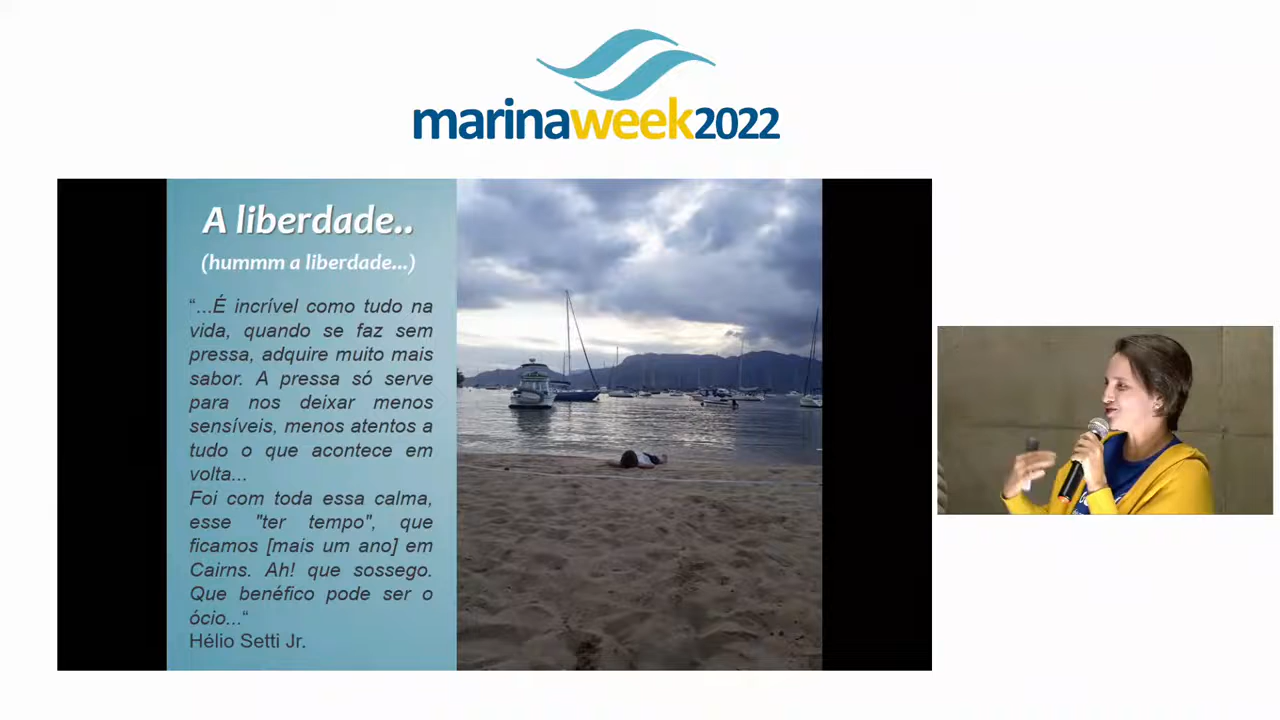 marinaweek2022
A liberdade..
(hummm a liberdade...)
“...É incrível como tudo na
vida, quando se faz sem
pressa, adquire muito mais
sabor. A pressa só serve
para nos deixar menos
sensíveis, menos atentos a
tudo o que acontece em
volta...
Foi com toda essa calma,
esse "ter tempo", que
ficamos [mais um ano] em
Cairns. Ah! que sossego.
Que benéfico pode ser o
ócio...“
Hélio Setti Jr.